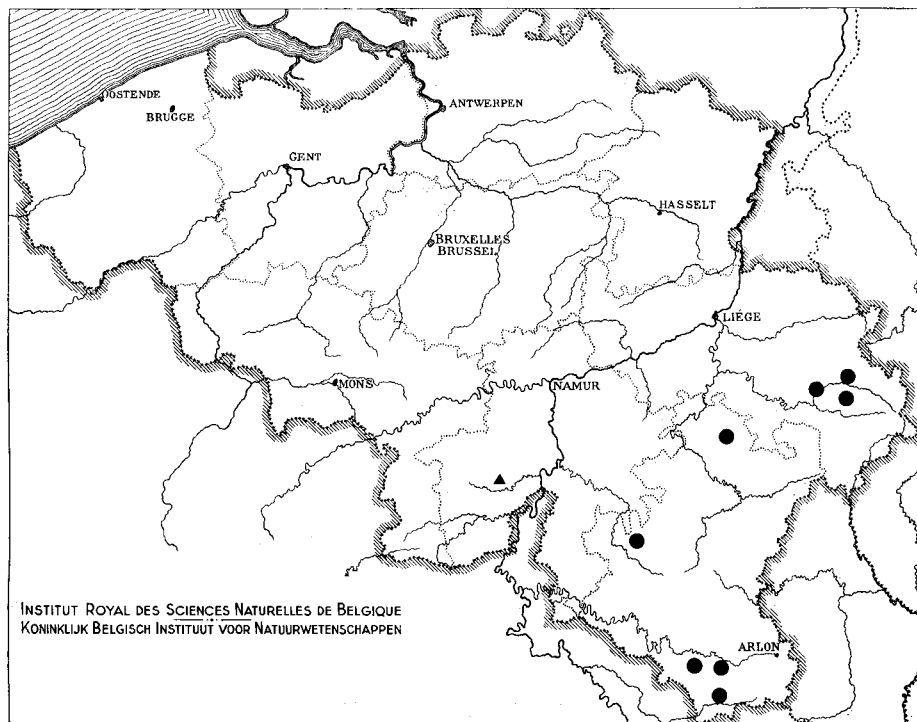 OOSTENDE
BRUGGE
ANTWERPEN
GENT
HASSELT
BRUXELLES
BRUSSEL
LIÉGE
MONS
NAMUR
INSTITUT ROYAL DES SCIENCES NATURELLES DE BELGIQUE
KONINKLIJK BELGISCH INSTITUUT VOOR NATUURWETENSCHAPPEN
ARLON